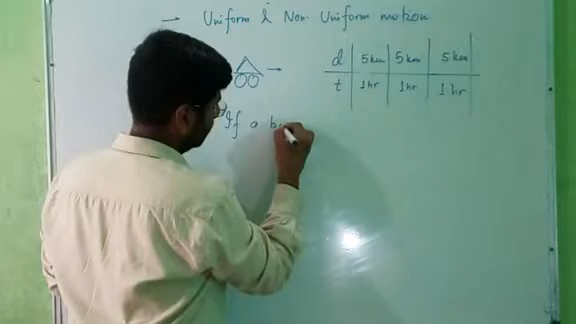 → Uniform & Non-Uniform motion
d | 5 km | 5 km | 5 km
t | 1 hr | 1 hr | 1 hr
If a